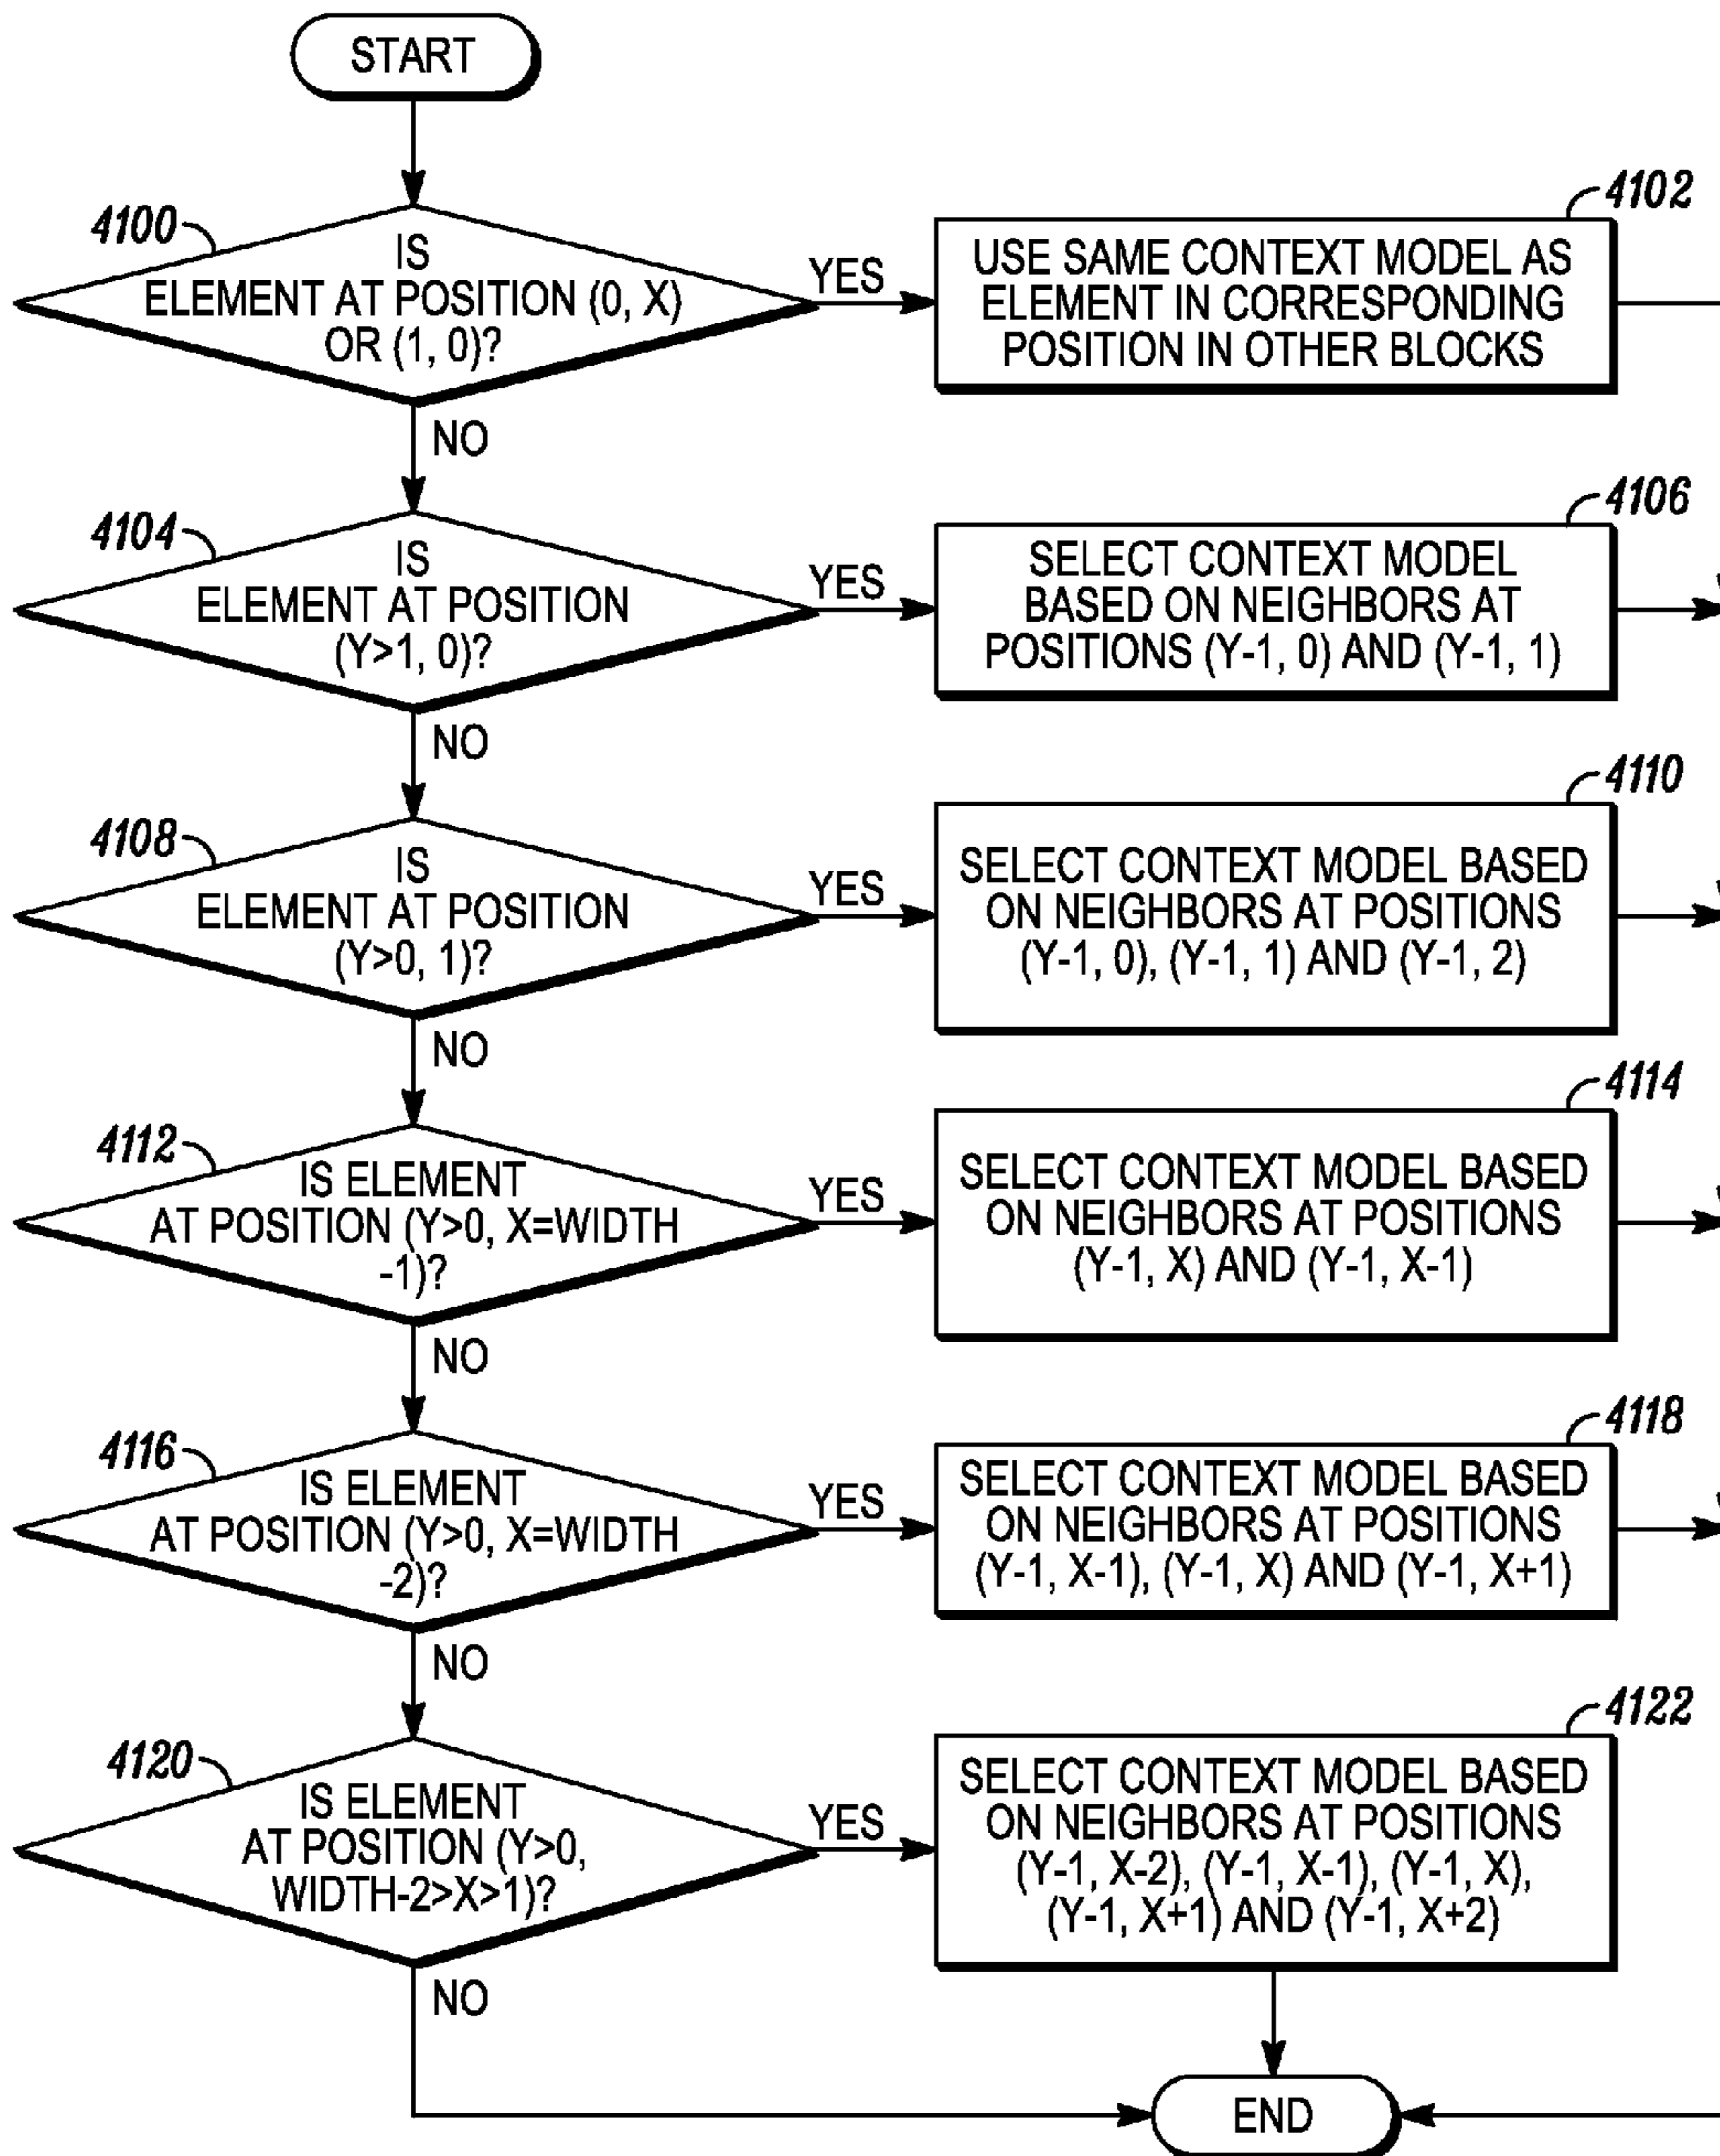 START
4100
IS
ELEMENT AT POSITION (0, X)
OR (1, 0)?
YES
4102
USE SAME CONTEXT MODEL AS
ELEMENT IN CORRESPONDING
POSITION IN OTHER BLOCKS
NO
4104
IS
ELEMENT AT POSITION
(Y>1, 0)?
YES
4106
SELECT CONTEXT MODEL
BASED ON NEIGHBORS AT
POSITIONS (Y-1, 0) AND (Y-1, 1)
NO
4108
IS
ELEMENT AT POSITION
(Y>0, 1)?
YES
4110
SELECT CONTEXT MODEL BASED
ON NEIGHBORS AT POSITIONS
(Y-1, 0), (Y-1, 1) AND (Y-1, 2)
NO
4112
IS ELEMENT
AT POSITION (Y>0, X=WIDTH
-1)?
YES
4114
SELECT CONTEXT MODEL BASED
ON NEIGHBORS AT POSITIONS
(Y-1, X) AND (Y-1, X-1)
NO
4116
IS ELEMENT
AT POSITION (Y>0, X=WIDTH
-2)?
YES
4118
SELECT CONTEXT MODEL BASED
ON NEIGHBORS AT POSITIONS
(Y-1, X-1), (Y-1, X) AND (Y-1, X+1)
NO
4120
IS ELEMENT
AT POSITION (Y>0,
WIDTH-2>X>1)?
YES
4122
SELECT CONTEXT MODEL BASED
ON NEIGHBORS AT POSITIONS
(Y-1, X-2), (Y-1, X-1), (Y-1, X),
(Y-1, X+1) AND (Y-1, X+2)
NO
END